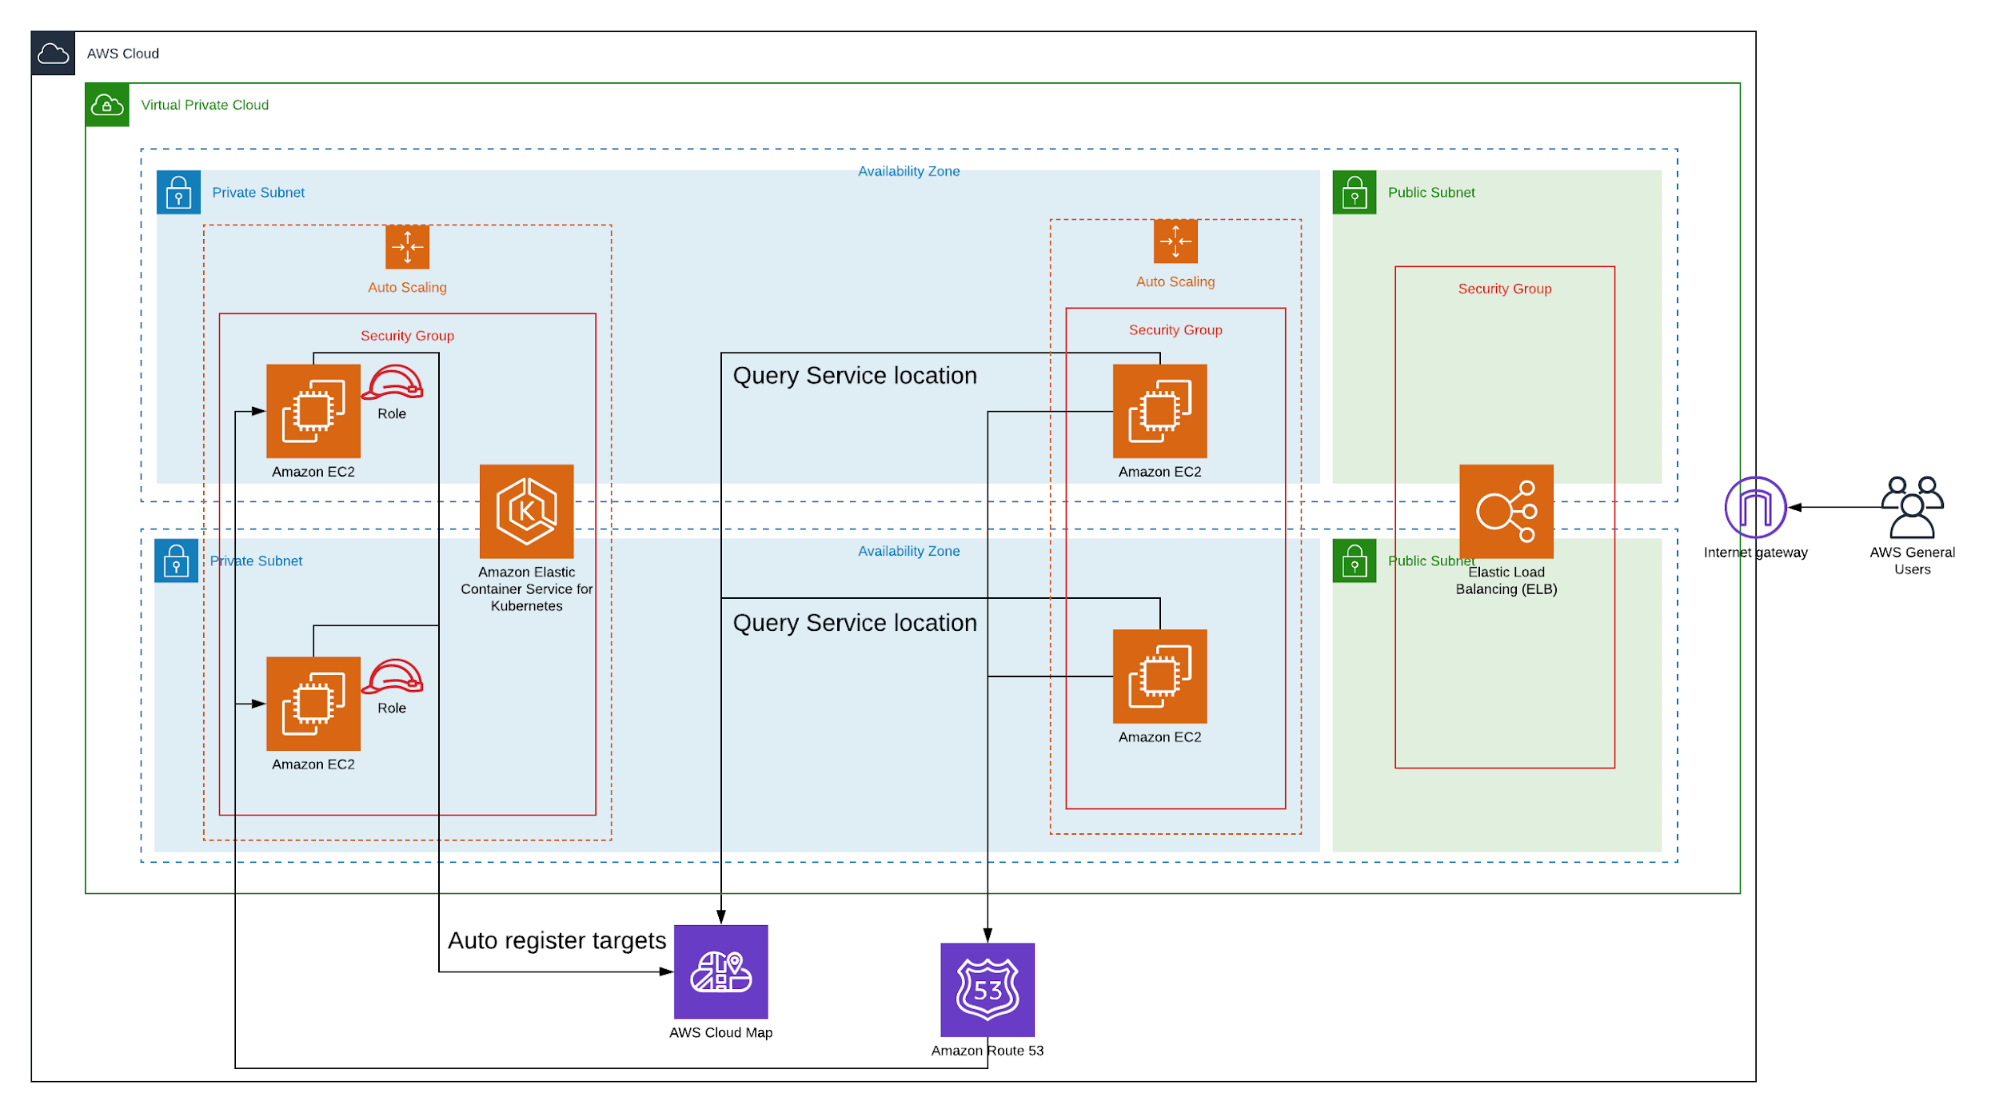 AWS Cloud
Virtual Private Cloud
Availability Zone
Private Subnet
Public Subnet
Auto Scaling
Auto Scaling
Security Group
Security Group
Security Group
Query Service location
Role
Amazon EC2
Amazon EC2
K
Private Subnet
Availability Zone
Public Subnet
Amazon Elastic
Container Service for
Kubernetes
Elastic Load
Balancing (ELB)
Internet gateway
AWS General
Users
Query Service location
Role
Amazon EC2
Amazon EC2
Auto register targets
53
AWS Cloud Map
Amazon Route 53